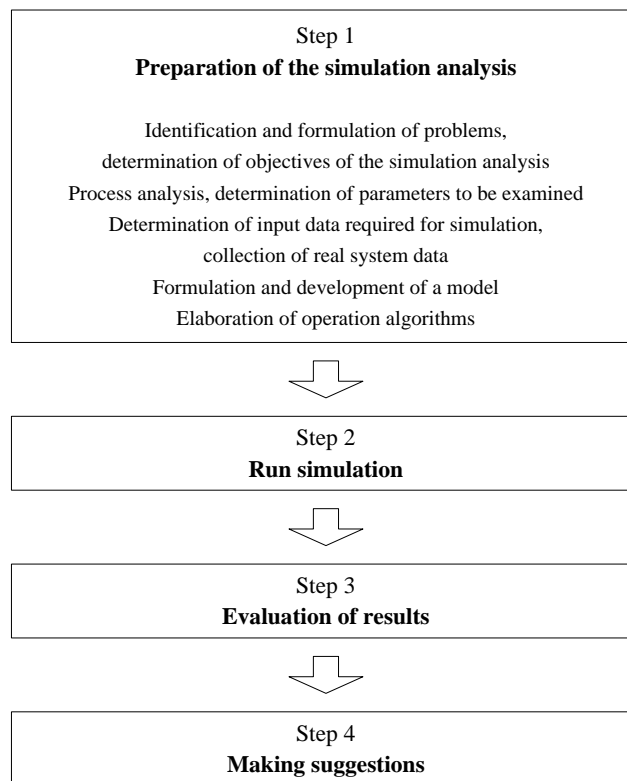 Step 1
Preparation of the simulation analysis
Identification and formulation of problems,
determination of objectives of the simulation analysis
Process analysis, determination of parameters to be examined
Determination of input data required for simulation,
collection of real system data
Formulation and development of a model
Elaboration of operation algorithms
Step 2
Run simulation
Step 3
Evaluation of results
Step 4
Making suggestions